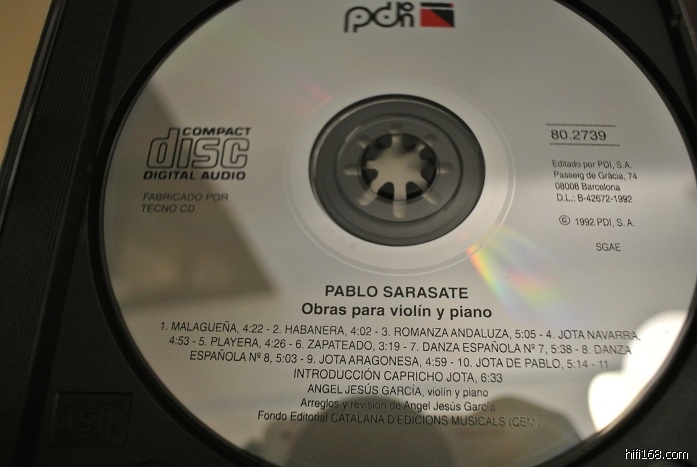 pdi
COMPACT
disc
DIGITAL AUDIO
FABRICADO POR
TECNO CD
80.2739
Editado por PDI, S.A.
Passeig de Gràcia, 74
08008 Barcelona
D.L.: B-42672-1992
© 1992 PDI, S. A.
SGAE
PABLO SARASATE
Obras para violín y piano
1. MALAGUEÑA, 4:22 - 2. HABANERA, 4:02 - 3. ROMANZA ANDALUZA, 5:05 - 4. JOTA NAVARRA,
4:53 - 5. PLAYERA, 4:26 - 6. ZAPATEADO, 3:19 - 7. DANZA ESPAÑOLA Nº 7, 5:38 - 8. DANZA
ESPAÑOLA Nº 8, 5:03 - 9. JOTA ARAGONESA, 4:59 - 10. JOTA DE PABLO, 5:14 - 11
INTRODUCCIÓN CAPRICHO JOTA, 6:33
ANGEL JESÚS GARCÍA, violín y piano
Arreglos y revisión de Angel Jesús García
Fondo Editorial CATALANA D'EDICIONS MUSICALS (CEM)
hifi168.com